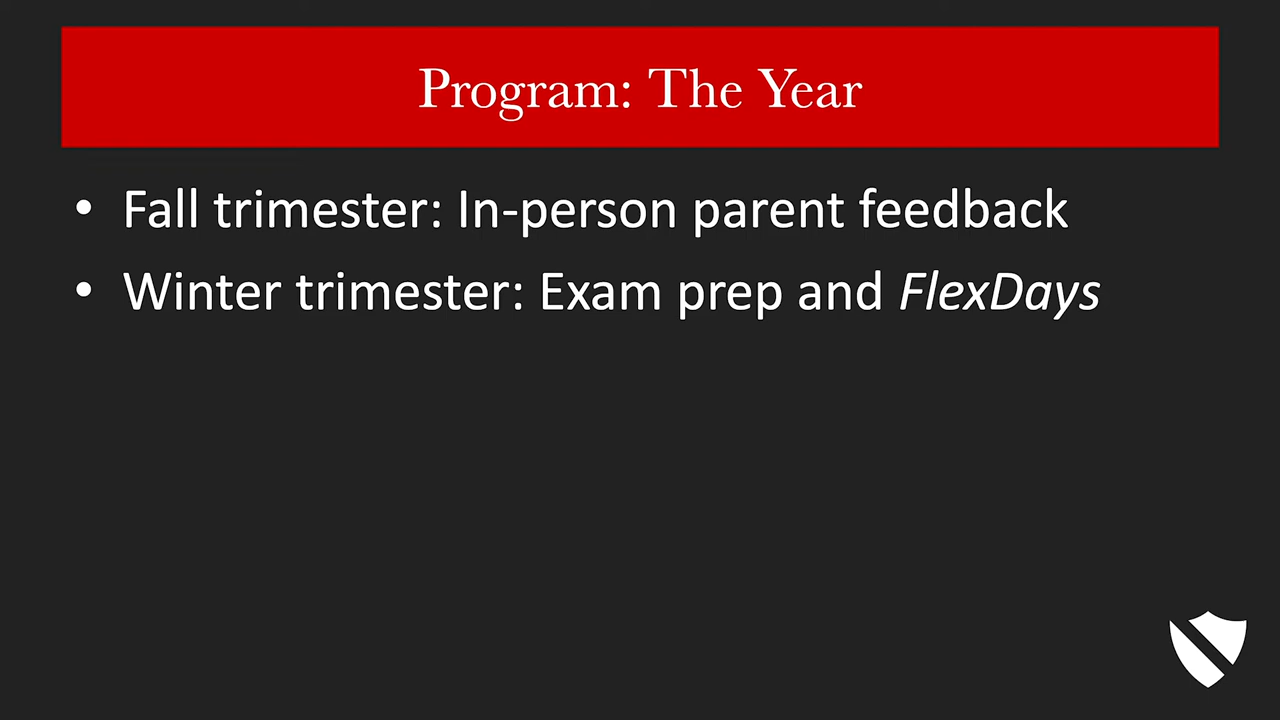 Program: The Year
• Fall trimester: In-person parent feedback
• Winter trimester: Exam prep and FlexDays